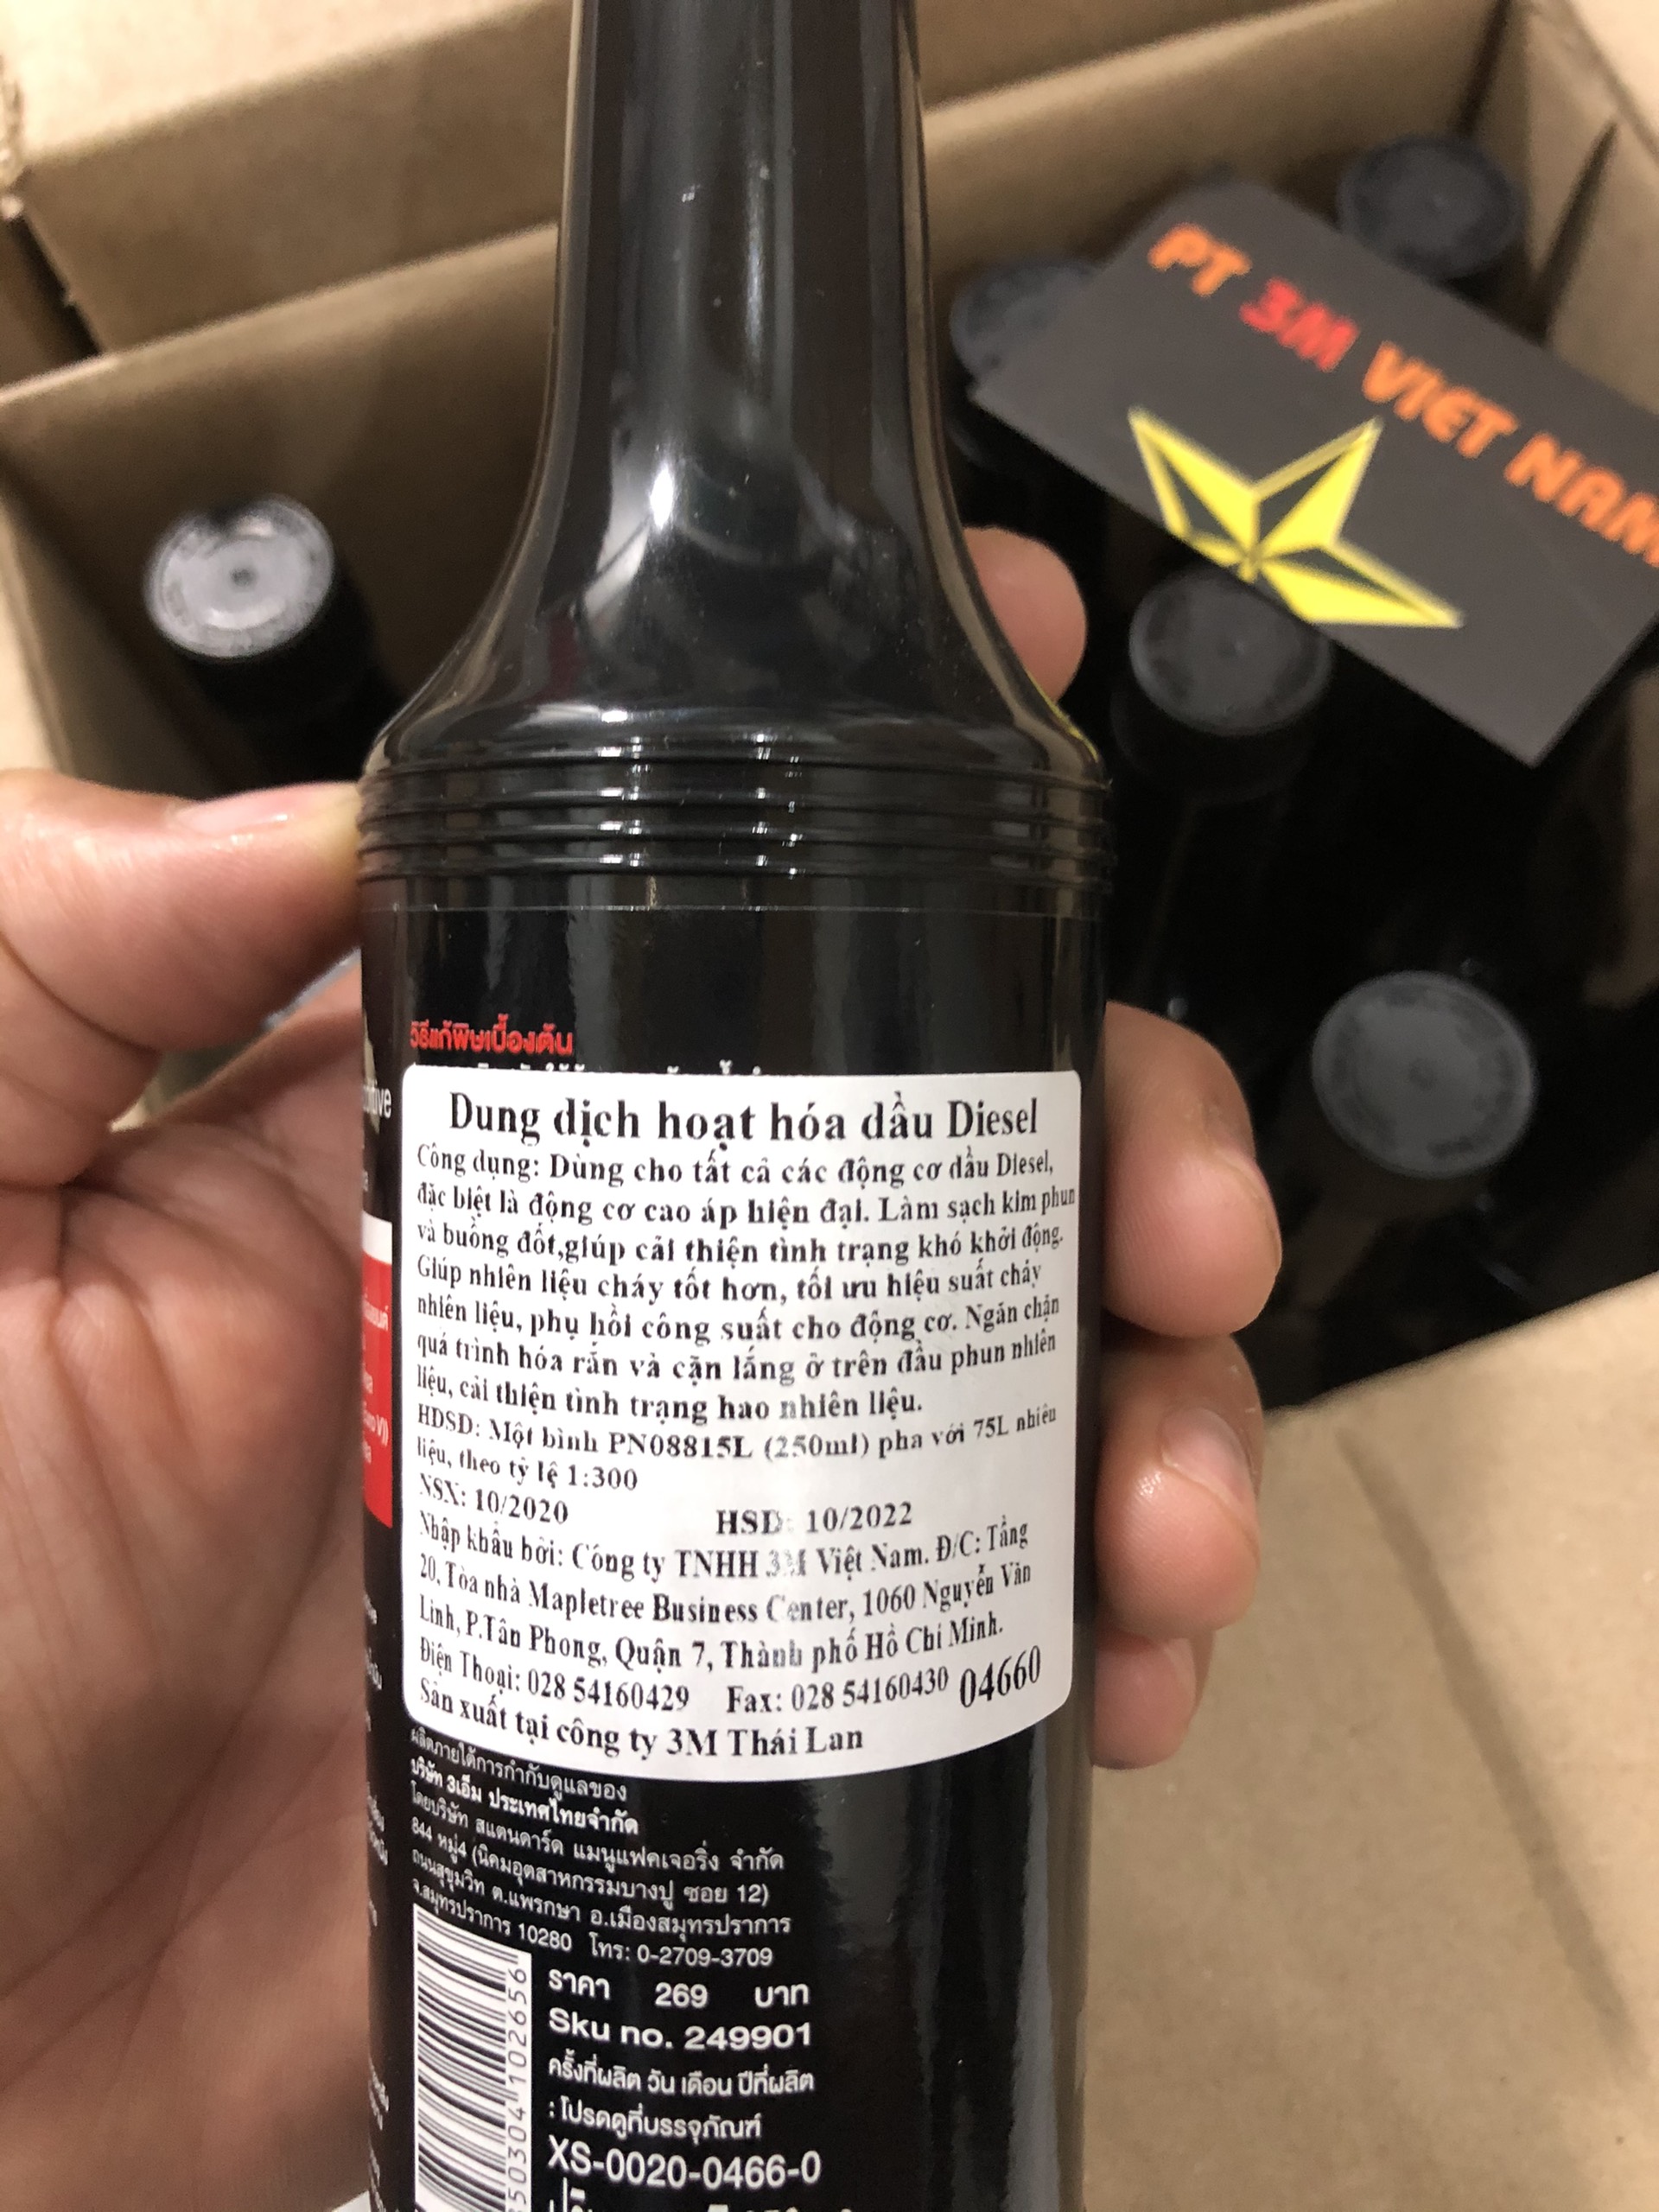 PT 3M VIET NAM
วิธีแก้พิษเบื้องต้น
Dung dịch hoạt hóa dầu Diesel
Công dụng: Dùng cho tất cả các động cơ dầu Diesel,
đặc biệt là động cơ cao áp hiện đại. Làm sạch kim phun
và buồng đốt,giúp cải thiện tình trạng khó khởi động.
Giúp nhiên liệu cháy tốt hơn, tối ưu hiệu suất cháy
nhiên liệu, phụ hồi công suất cho động cơ. Ngăn chặn
quá trình hóa rắn và cặn lắng ở trên đầu phun nhiên
liệu, cải thiện tình trạng hao nhiên liệu.
HDSD: Một bình PN08815L (250ml) pha với 75L nhiêu
liệu, theo tỷ lệ 1:300
NSX: 10/2020 HSD: 10/2022
Nhập khẩu bởi: Công ty TNHH 3M Việt Nam. Đ/C: Tầng
20, Tòa nhà Mapletree Business Center, 1060 Nguyễn Văn
Linh, P.Tân Phong, Quận 7, Thành phố Hồ Chí Minh.
Điện Thoại: 028 54160429 Fax: 028 54160430 04660
Sản xuất tại công ty 3M Thái Lan
ผลิตภายใต้การกำกับดูแลของ
บริษัท 3เอ็ม ประเทศไทยจำกัด
โดยบริษัท สแตนดาร์ด แมนูแฟคเจอริ่ง จำกัด
844 หมู่4 (นิคมอุตสาหกรรมบางปู ซอย 12)
ถนนสุขุมวิท ต.แพรกษา อ.เมืองสมุทรปราการ
จ.สมุทรปราการ 10280 โทร: 0-2709-3709
ราคา 269 บาท
Sku no. 249901
ครั้งที่ผลิต วัน เดือน ปีที่ผลิต
: โปรดดูที่บรรจุภัณฑ์
XS-0020-0466-0
850304 102656